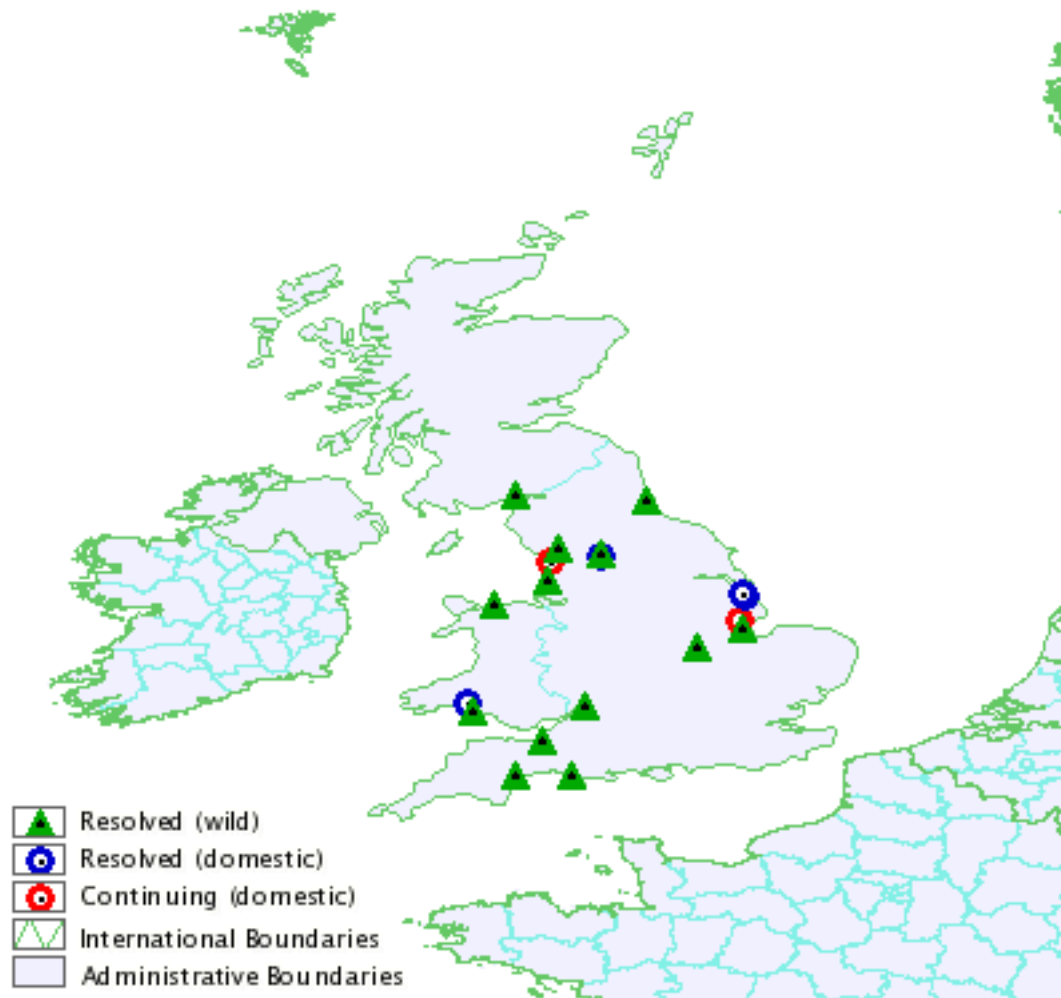 Resolved (wild)
Resolved (domestic)
Continuing (domestic)
International Boundaries
Administrative Boundaries